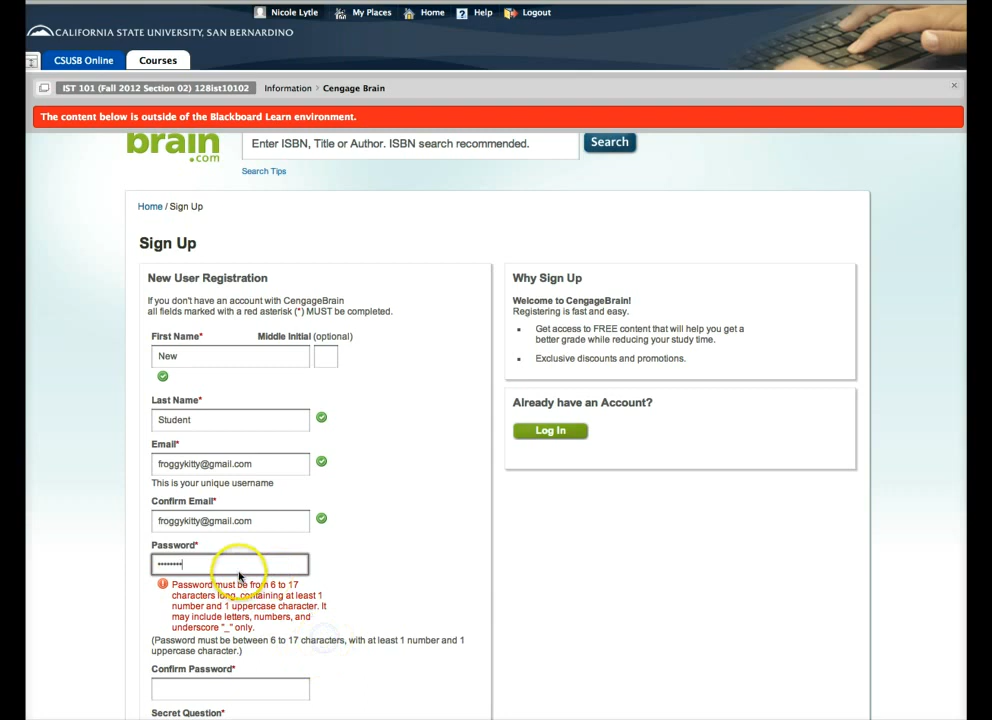 Nicole Lytle My Places Home Help Logout
CALIFORNIA STATE UNIVERSITY, SAN BERNARDINO
CSUSB Online Courses
IST 101 (Fall 2012 Section 02) 128ist10102 Information > Cengage Brain
The content below is outside of the Blackboard Learn environment.
brain
.com
Enter ISBN, Title or Author. ISBN search recommended.
Search
Search Tips
Home / Sign Up
Sign Up
New User Registration
If you don't have an account with CengageBrain
all fields marked with a red asterisk (*) MUST be completed.
First Name* Middle Initial (optional)
New
Last Name*
Student
Email*
froggykitty@gmail.com
This is your unique username
Confirm Email*
froggykitty@gmail.com
Password*
••••••••
Password must be from 6 to 17
characters long, containing at least 1
number and 1 uppercase character. It
may include letters, numbers, and
underscore "_" only.
(Password must be between 6 to 17 characters, with at least 1 number and 1
uppercase character.)
Confirm Password*
Secret Question*
Why Sign Up
Welcome to CengageBrain!
Registering is fast and easy.
Get access to FREE content that will help you get a
better grade while reducing your study time.
Exclusive discounts and promotions.
Already have an Account?
Log In